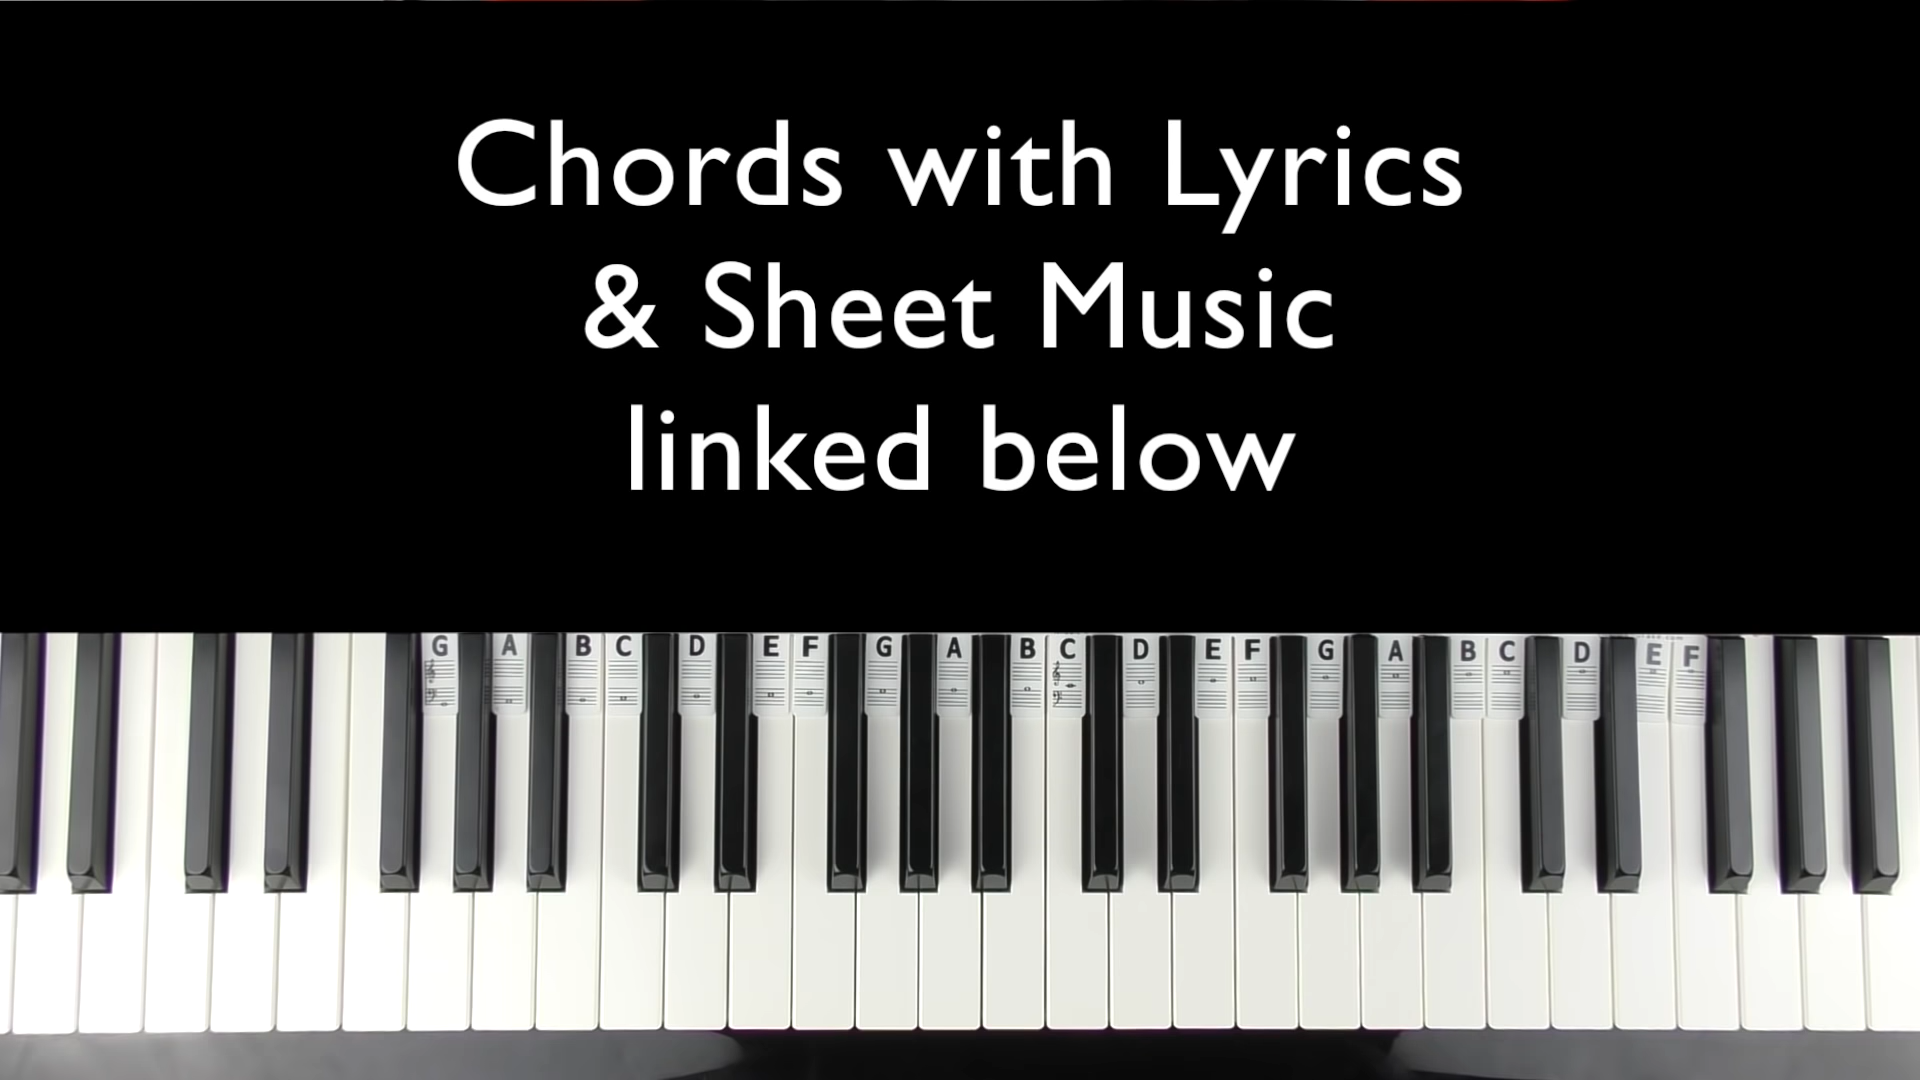 Chords with Lyrics
& Sheet Music
linked below
G A B C D E F G A B C D E F G A B C D E F